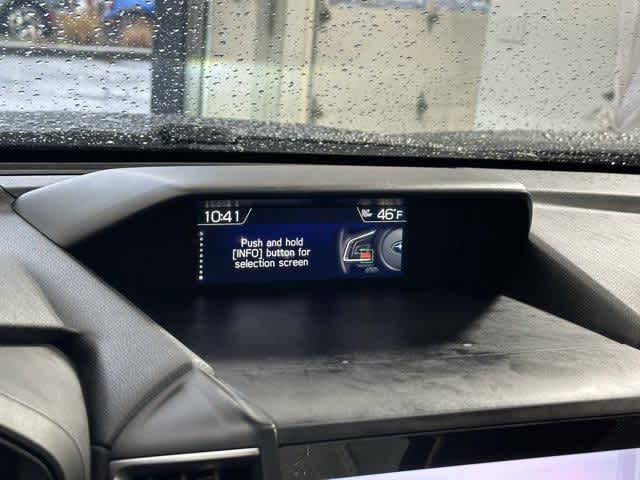 10:41
46°F
Push and hold
[INFO] button for
selection screen